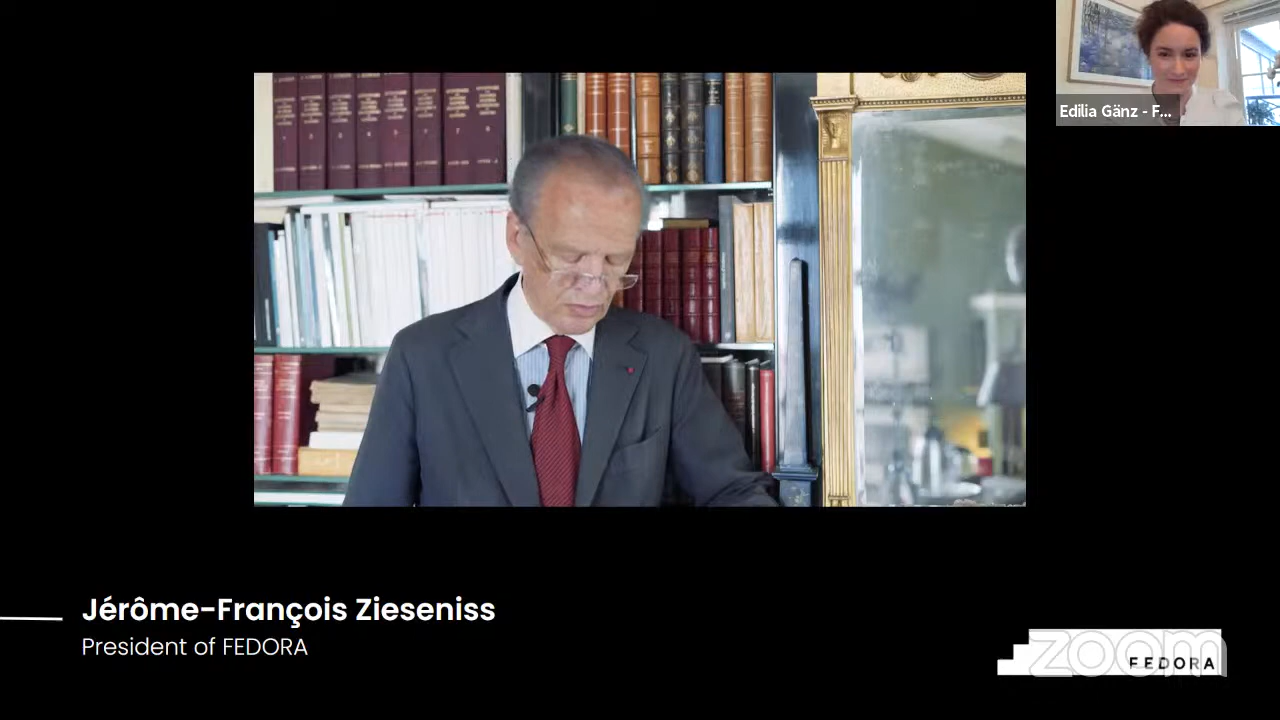 Edilia Gänz - F...
Jérôme-François Zieseniss
President of FEDORA
zoom
FEDORA